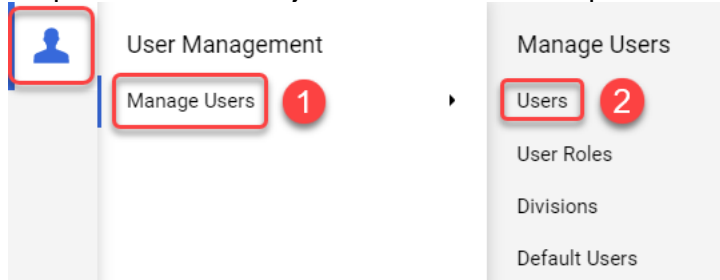 User Management
Manage Users
1
Manage Users
Users
2
User Roles
Divisions
Default Users